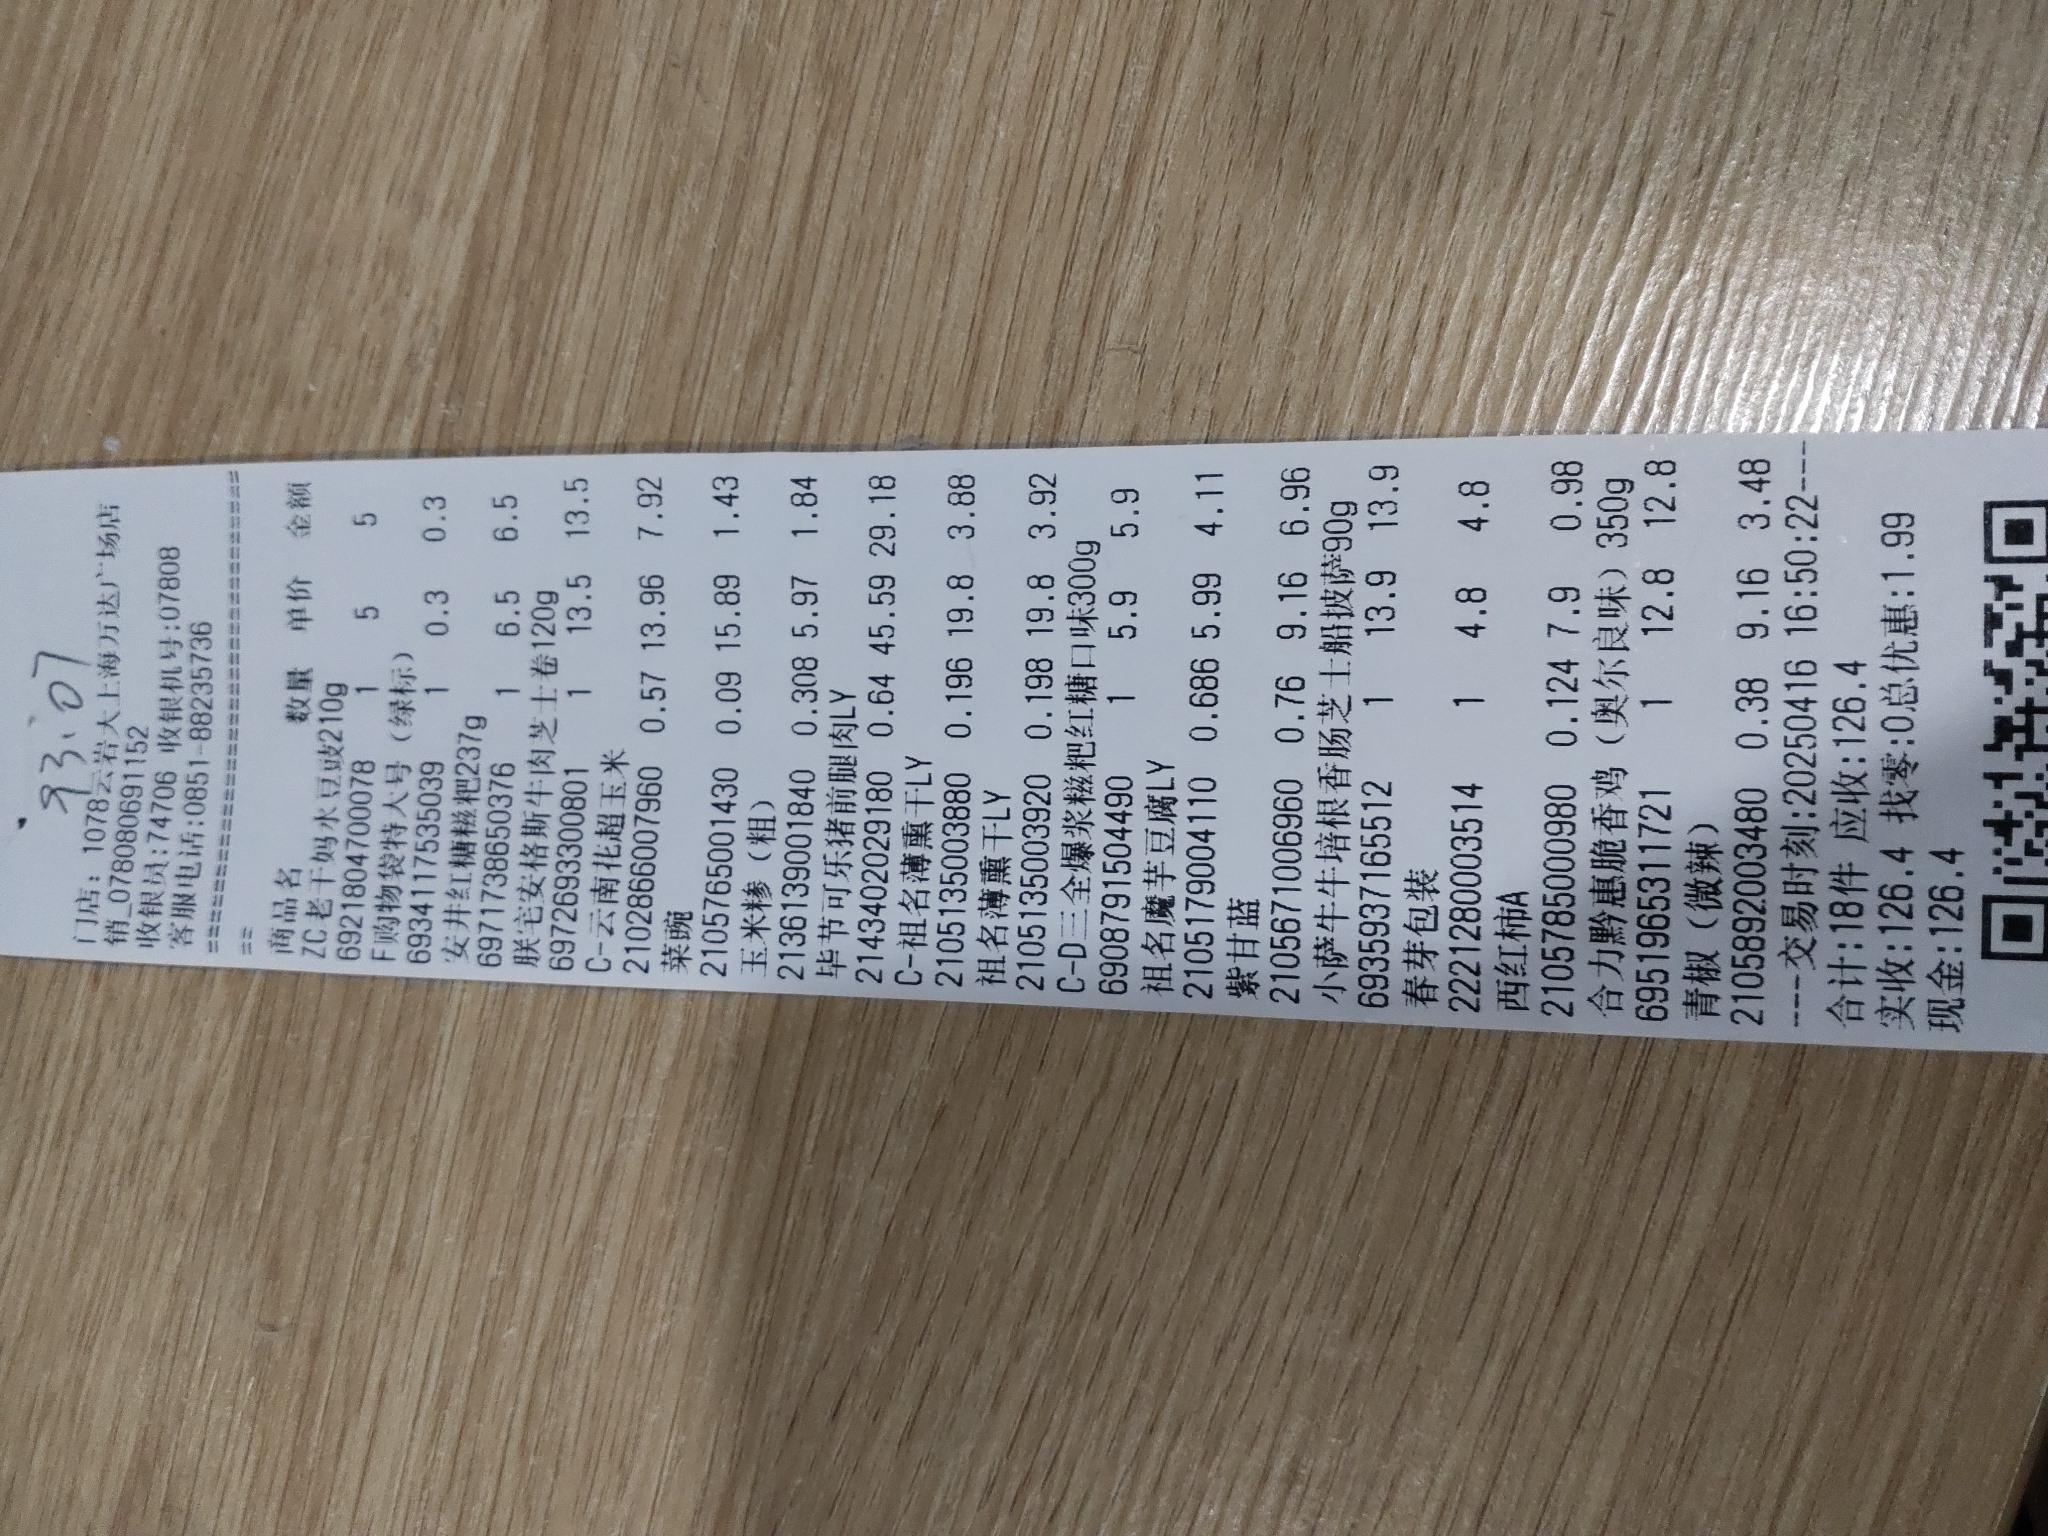 93.07
门店: 1078云岩大上海万达广场店
销_0780806911​52
收银员:74706 收银机号:07808
客服电话:0851-88235736
==============================
==
商品名 数量 单价 金额
ZC老干妈水豆豉210g
6921804700078 1 5 5
F购物袋特大号（绿标）
6934117535039 1 0.3 0.3
安井红糖糍粑237g
6971738650376 1 6.5 6.5
朕宅安格斯牛肉芝士卷120g
6972693300801 1 13.5 13.5
C-云南花超玉米
2102866007960 0.57 13.96 7.92
菜豌
2105765001430 0.09 15.89 1.43
玉米糁（粗）
2136139001840 0.308 5.97 1.84
毕节可乐猪前腿肉LY
2143402029180 0.64 45.59 29.18
C-祖名薄熏干LY
2105135003880 0.196 19.8 3.88
祖名薄熏干LY
2105135003920 0.198 19.8 3.92
C-D三全爆浆糍粑红糖口味300g
6908791504490 1 5.9 5.9
祖名魔芋豆腐LY
2105179004110 0.686 5.99 4.11
紫甘蓝
2105671006960 0.76 9.16 6.96
小萨牛牛培根香肠芝士船披萨90g
6935937165512 1 13.9 13.9
春芽包装
2221280003514 1 4.8 4.8
西红柿A
2105785000980 0.124 7.9 0.98
合力黔惠脆香鸡（奥尔良味）350g
6951965311721 1 12.8 12.8
青椒（微辣）
2105892003480 0.38 9.16 3.48
---交易时刻:20250416 16:50:22---
合计:18件 应收:126.4
实收:126.4 找零:0总优惠:1.99
现金:126.4